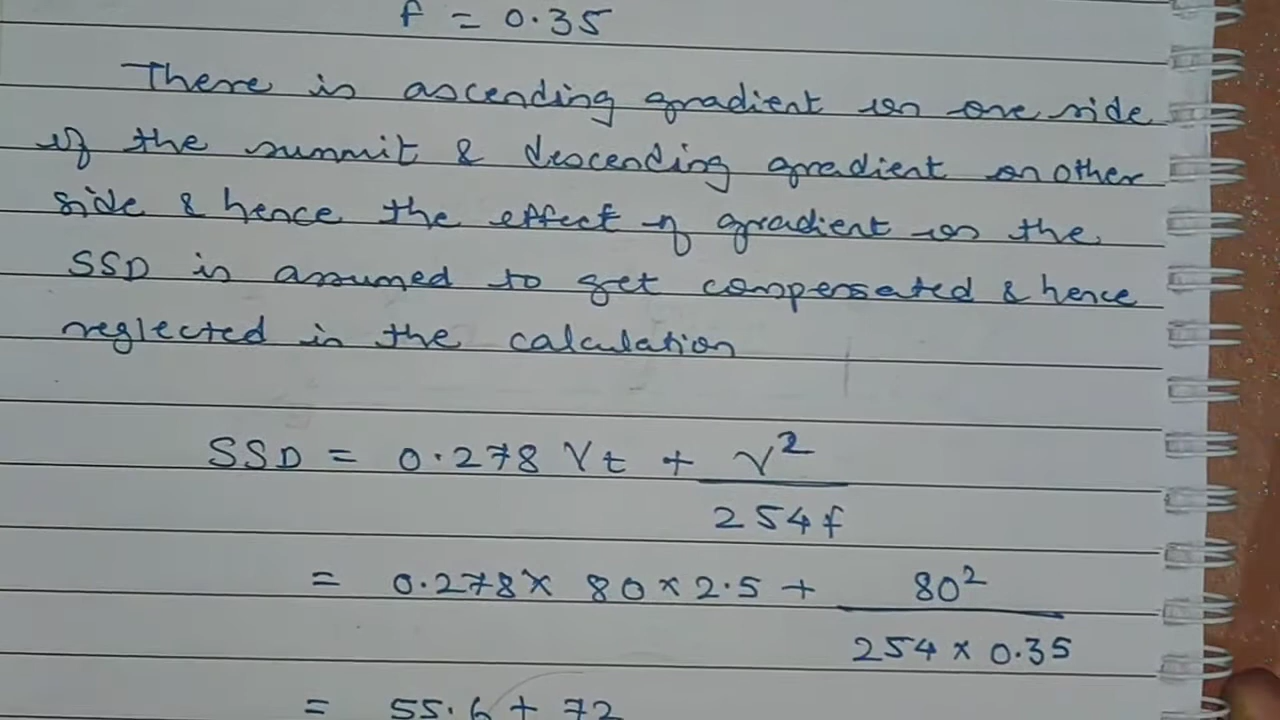 f = 0.35
There is ascending gradient on one side
of the summit & descending gradient on other
side & hence the effect of gradient on the
SSD is assumed to get compensated & hence
neglected in the calculation
SSD = 0.278 Vt + V²
254f
= 0.278 × 80 × 2.5 + 80²
254 × 0.35
= 55.6 + 72